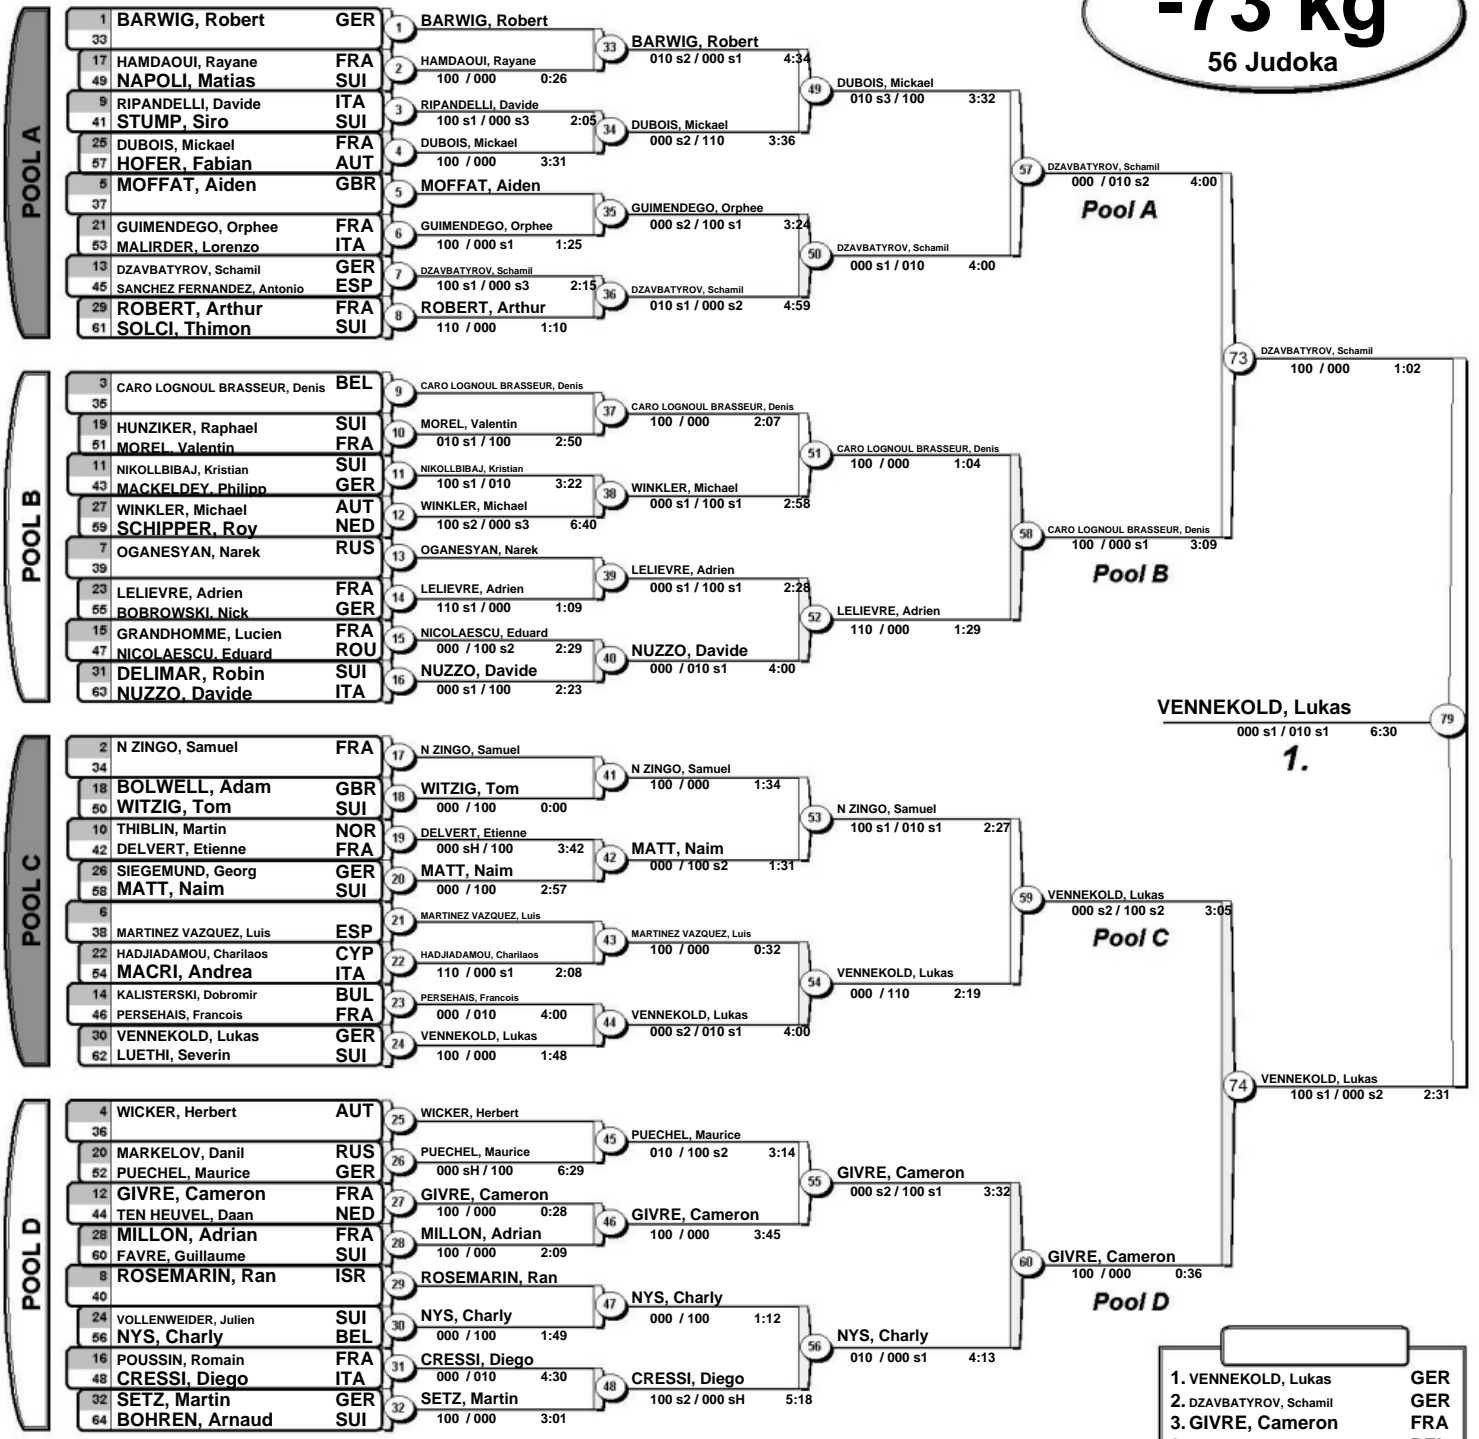 -73 kg
56 Judoka
POOL A
1 BARWIG, Robert GER
33
17 HAMDAOUI, Rayane FRA
49 NAPOLI, Matias SUI
9 RIPANDELLI, Davide ITA
41 STUMP, Siro SUI
25 DUBOIS, Mickael FRA
57 HOFER, Fabian AUT
5 MOFFAT, Aiden GBR
37
21 GUIMENDEGO, Orphee FRA
53 MALIRDER, Lorenzo ITA
13 DZAVBATYROV, Schamil GER
45 SANCHEZ FERNANDEZ, Antonio ESP
29 ROBERT, Arthur FRA
61 SOLCI, Thimon SUI
1 BARWIG, Robert
2 HAMDAOUI, Rayane
100 / 000 0:26
3 RIPANDELLI, Davide
100 s1 / 000 s3 2:05
4 DUBOIS, Mickael
100 / 000 3:31
5 MOFFAT, Aiden
6 GUIMENDEGO, Orphee
100 / 000 s1 1:25
7 DZAVBATYROV, Schamil
100 s1 / 000 s3 2:15
8 ROBERT, Arthur
110 / 000 1:10
33 BARWIG, Robert
010 s2 / 000 s1 4:34
34 DUBOIS, Mickael
000 s2 / 110 3:36
35 GUIMENDEGO, Orphee
000 s2 / 100 s1 3:24
36 DZAVBATYROV, Schamil
010 s1 / 000 s2 4:59
49 DUBOIS, Mickael
010 s3 / 100 3:32
50 DZAVBATYROV, Schamil
000 s1 / 010 4:00
57 DZAVBATYROV, Schamil
000 / 010 s2 4:00
Pool A
POOL B
3 CARO LOGNOUL BRASSEUR, Denis BEL
35
19 HUNZIKER, Raphael SUI
51 MOREL, Valentin FRA
11 NIKOLLBIBAJ, Kristian SUI
43 MACKELDEY, Philipp GER
27 WINKLER, Michael AUT
59 SCHIPPER, Roy NED
7 OGANESYAN, Narek RUS
39
23 LELIEVRE, Adrien FRA
55 BOBROWSKI, Nick GER
15 GRANDHOMME, Lucien FRA
47 NICOLAESCU, Eduard ROU
31 DELIMAR, Robin SUI
63 NUZZO, Davide ITA
9 CARO LOGNOUL BRASSEUR, Denis
10 MOREL, Valentin
010 s1 / 100 2:50
11 NIKOLLBIBAJ, Kristian
100 s1 / 010 3:22
12 WINKLER, Michael
100 s2 / 000 s3 6:40
13 OGANESYAN, Narek
14 LELIEVRE, Adrien
110 s1 / 000 1:09
15 NICOLAESCU, Eduard
000 / 100 s2 2:29
16 NUZZO, Davide
000 s1 / 100 2:23
37 CARO LOGNOUL BRASSEUR, Denis
100 / 000 2:07
38 WINKLER, Michael
000 s1 / 100 s1 2:58
39 LELIEVRE, Adrien
000 s1 / 100 s1 2:28
40 NUZZO, Davide
000 / 010 s1 4:00
51 CARO LOGNOUL BRASSEUR, Denis
100 / 000 1:04
52 LELIEVRE, Adrien
110 / 000 1:29
58 CARO LOGNOUL BRASSEUR, Denis
100 / 000 s1 3:09
Pool B
73 DZAVBATYROV, Schamil
100 / 000 1:02
VENNEKOLD, Lukas 79
000 s1 / 010 s1 6:30
1.
POOL C
2 N ZINGO, Samuel FRA
34
18 BOLWELL, Adam GBR
50 WITZIG, Tom SUI
10 THIBLIN, Martin NOR
42 DELVERT, Etienne FRA
26 SIEGEMUND, Georg GER
58 MATT, Naim SUI
6
38 MARTINEZ VAZQUEZ, Luis ESP
22 HADJIADAMOU, Charilaos CYP
54 MACRI, Andrea ITA
14 KALISTERSKI, Dobromir BUL
46 PERSEHAIS, Francois FRA
30 VENNEKOLD, Lukas GER
62 LUETHI, Severin SUI
17 N ZINGO, Samuel
18 WITZIG, Tom
000 / 100 0:00
19 DELVERT, Etienne
000 sH / 100 3:42
20 MATT, Naim
000 / 100 2:57
21 MARTINEZ VAZQUEZ, Luis
22 HADJIADAMOU, Charilaos
110 / 000 s1 2:08
23 PERSEHAIS, Francois
000 / 010 4:00
24 VENNEKOLD, Lukas
100 / 000 1:48
41 N ZINGO, Samuel
100 / 000 1:34
42 MATT, Naim
000 / 100 s2 1:31
43 MARTINEZ VAZQUEZ, Luis
100 / 000 0:32
44 VENNEKOLD, Lukas
000 s2 / 010 s1 4:00
53 N ZINGO, Samuel
100 s1 / 010 s1 2:27
54 VENNEKOLD, Lukas
000 / 110 2:19
59 VENNEKOLD, Lukas
000 s2 / 100 s2 3:05
Pool C
POOL D
4 WICKER, Herbert AUT
36
20 MARKELOV, Danil RUS
52 PUECHEL, Maurice GER
12 GIVRE, Cameron FRA
44 TEN HEUVEL, Daan NED
28 MILLON, Adrian FRA
60 FAVRE, Guillaume SUI
8 ROSEMARIN, Ran ISR
40
24 VOLLENWEIDER, Julien SUI
56 NYS, Charly BEL
16 POUSSIN, Romain FRA
48 CRESSI, Diego ITA
32 SETZ, Martin GER
64 BOHREN, Arnaud SUI
25 WICKER, Herbert
26 PUECHEL, Maurice
000 sH / 100 6:29
27 GIVRE, Cameron
100 / 000 0:28
28 MILLON, Adrian
100 / 000 2:09
29 ROSEMARIN, Ran
30 NYS, Charly
000 / 100 1:49
31 CRESSI, Diego
000 / 010 4:30
32 SETZ, Martin
100 / 000 3:01
45 PUECHEL, Maurice
010 / 100 s2 3:14
46 GIVRE, Cameron
100 / 000 3:45
47 NYS, Charly
000 / 100 1:12
48 CRESSI, Diego
100 s2 / 000 sH 5:18
55 GIVRE, Cameron
000 s2 / 100 s1 3:32
56 NYS, Charly
010 / 000 s1 4:13
60 GIVRE, Cameron
100 / 000 0:36
Pool D
74 VENNEKOLD, Lukas
100 s1 / 000 s2 2:31
1. VENNEKOLD, Lukas GER
2. DZAVBATYROV, Schamil GER
3. GIVRE, Cameron FRA